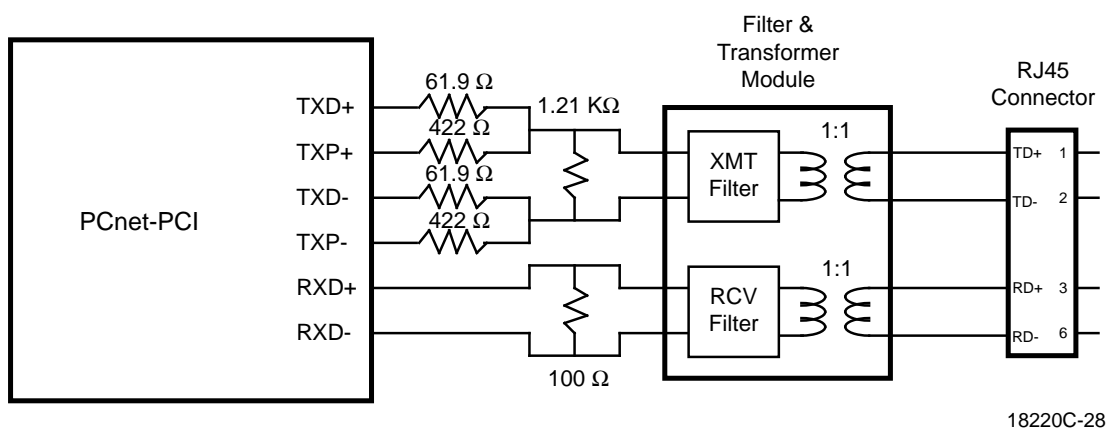 Filter &
Transformer
Module
RJ45
Connector
61.9 Ω
1.21 KΩ
TXD+
1:1
422 Ω
TXP+
XMT
Filter
TD+ 1
61.9 Ω
TXD-
TD- 2
PCnet-PCI
422 Ω
TXP-
1:1
RXD+
RCV
Filter
RD+ 3
RXD-
RD- 6
100 Ω
18220C-28